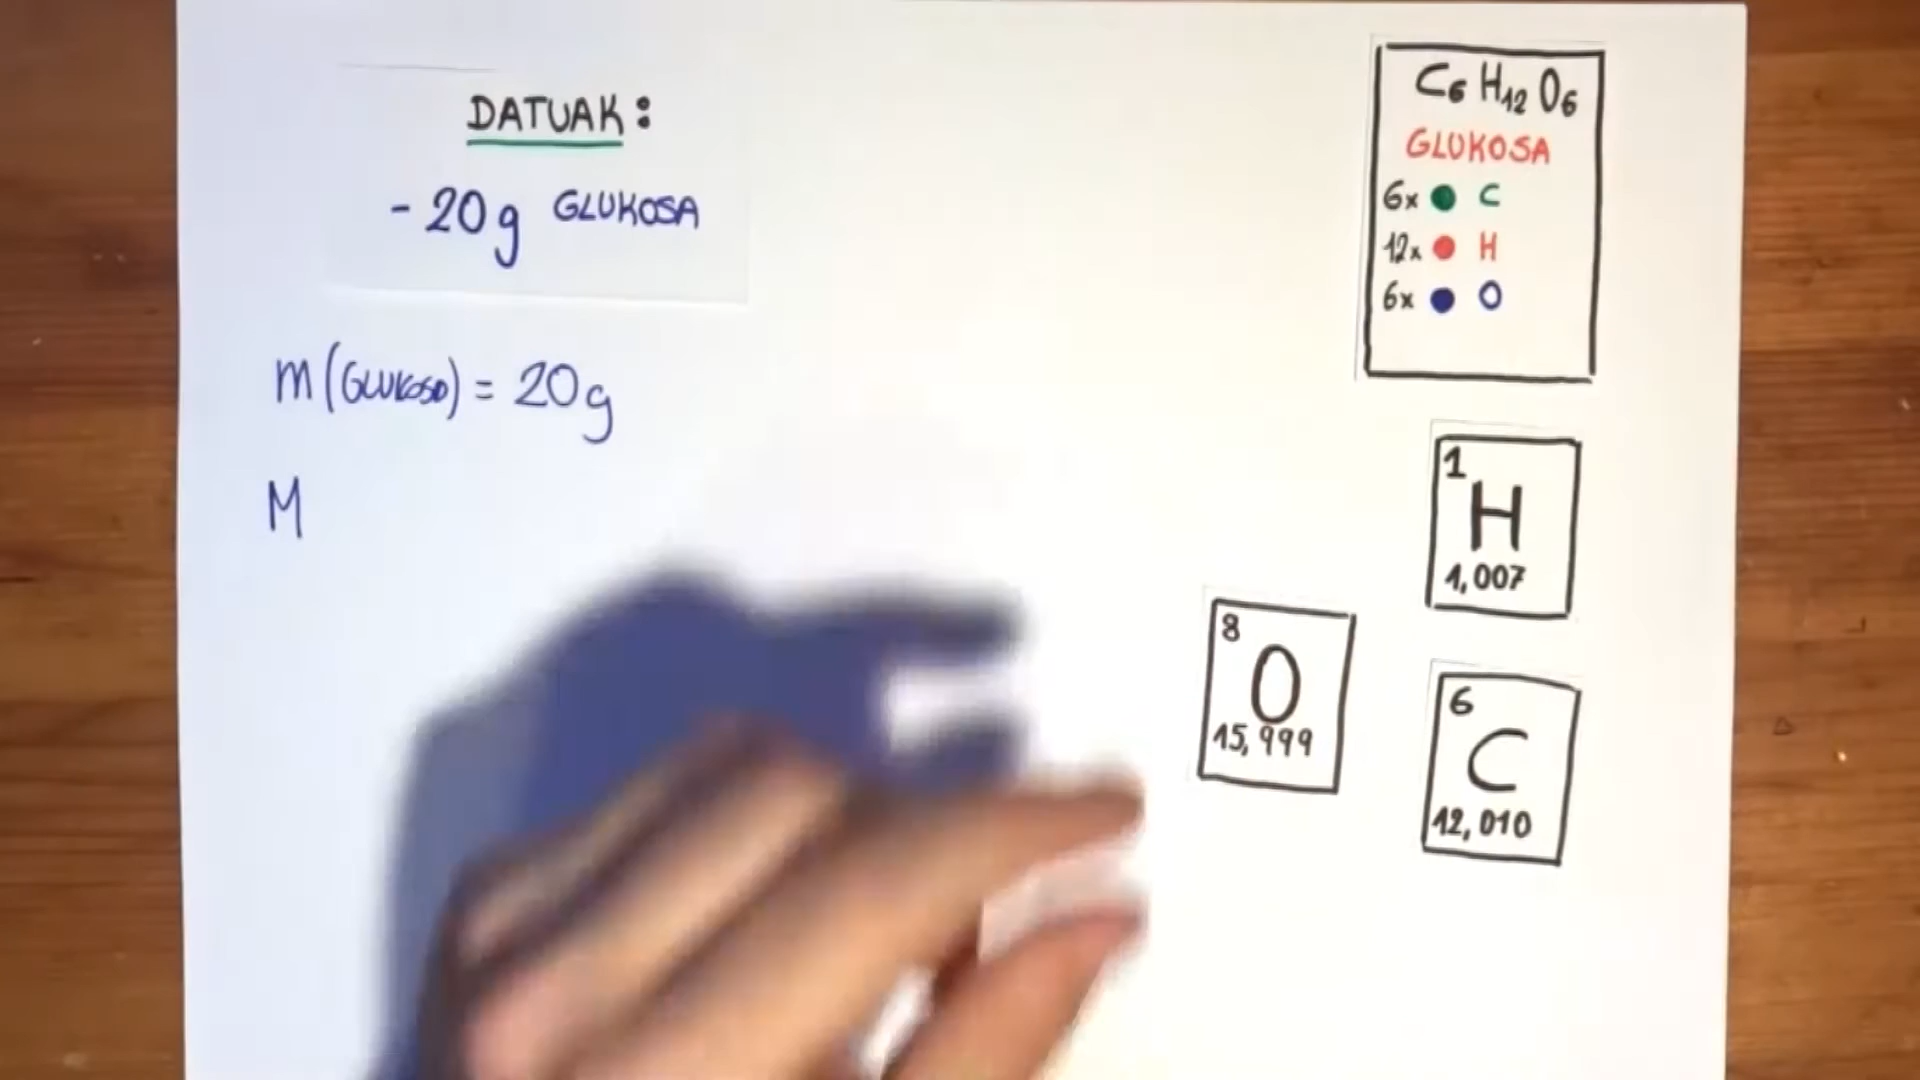 DATUAK:
- 20g GLUKOSA
m (GLUKOSA) = 20g
M
C6 H12 O6
GLUKOSA
6x C
12x H
6x O
1
H
1,007
8
O
15,999
6
C
12,010